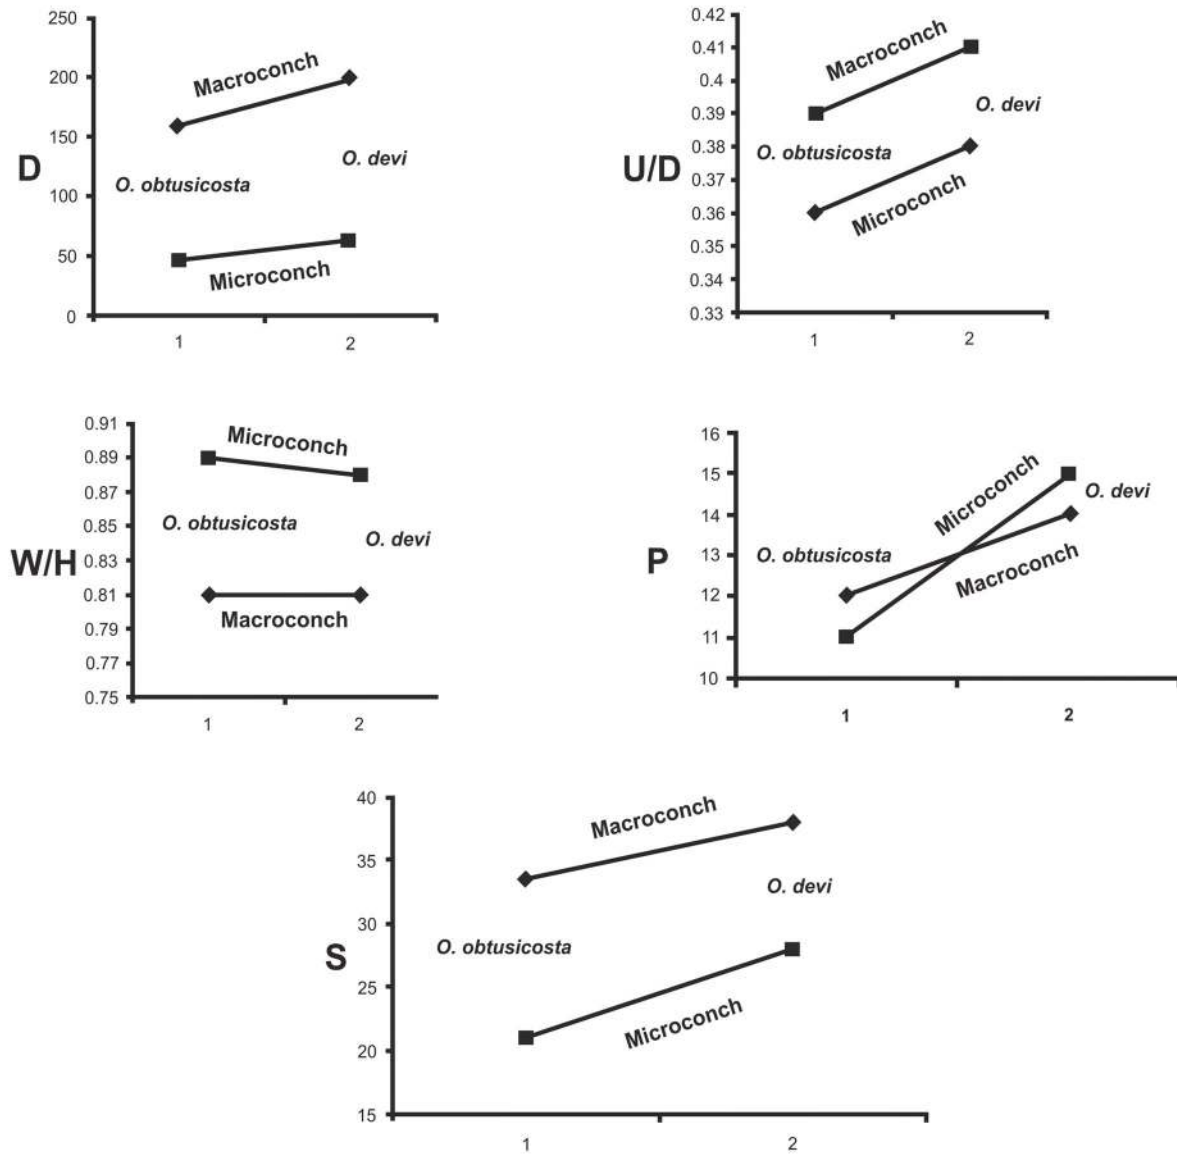 250
200
150
100
50
0
D
Macroconch
O. devi
O. obtusicosta
Microconch
1
2
0.42
0.41
0.4
0.39
0.38
0.37
0.36
0.35
0.34
0.33
U/D
Macroconch
O. devi
O. obtusicosta
Microconch
1
2
0.91
0.89
0.87
0.85
0.83
0.81
0.79
0.77
0.75
W/H
Microconch
O. obtusicosta
O. devi
Macroconch
1
2
16
15
14
13
12
11
10
P
Microconch
O. devi
O. obtusicosta
Macroconch
1
2
40
35
30
25
20
15
S
Macroconch
O. devi
O. obtusicosta
Microconch
1
2